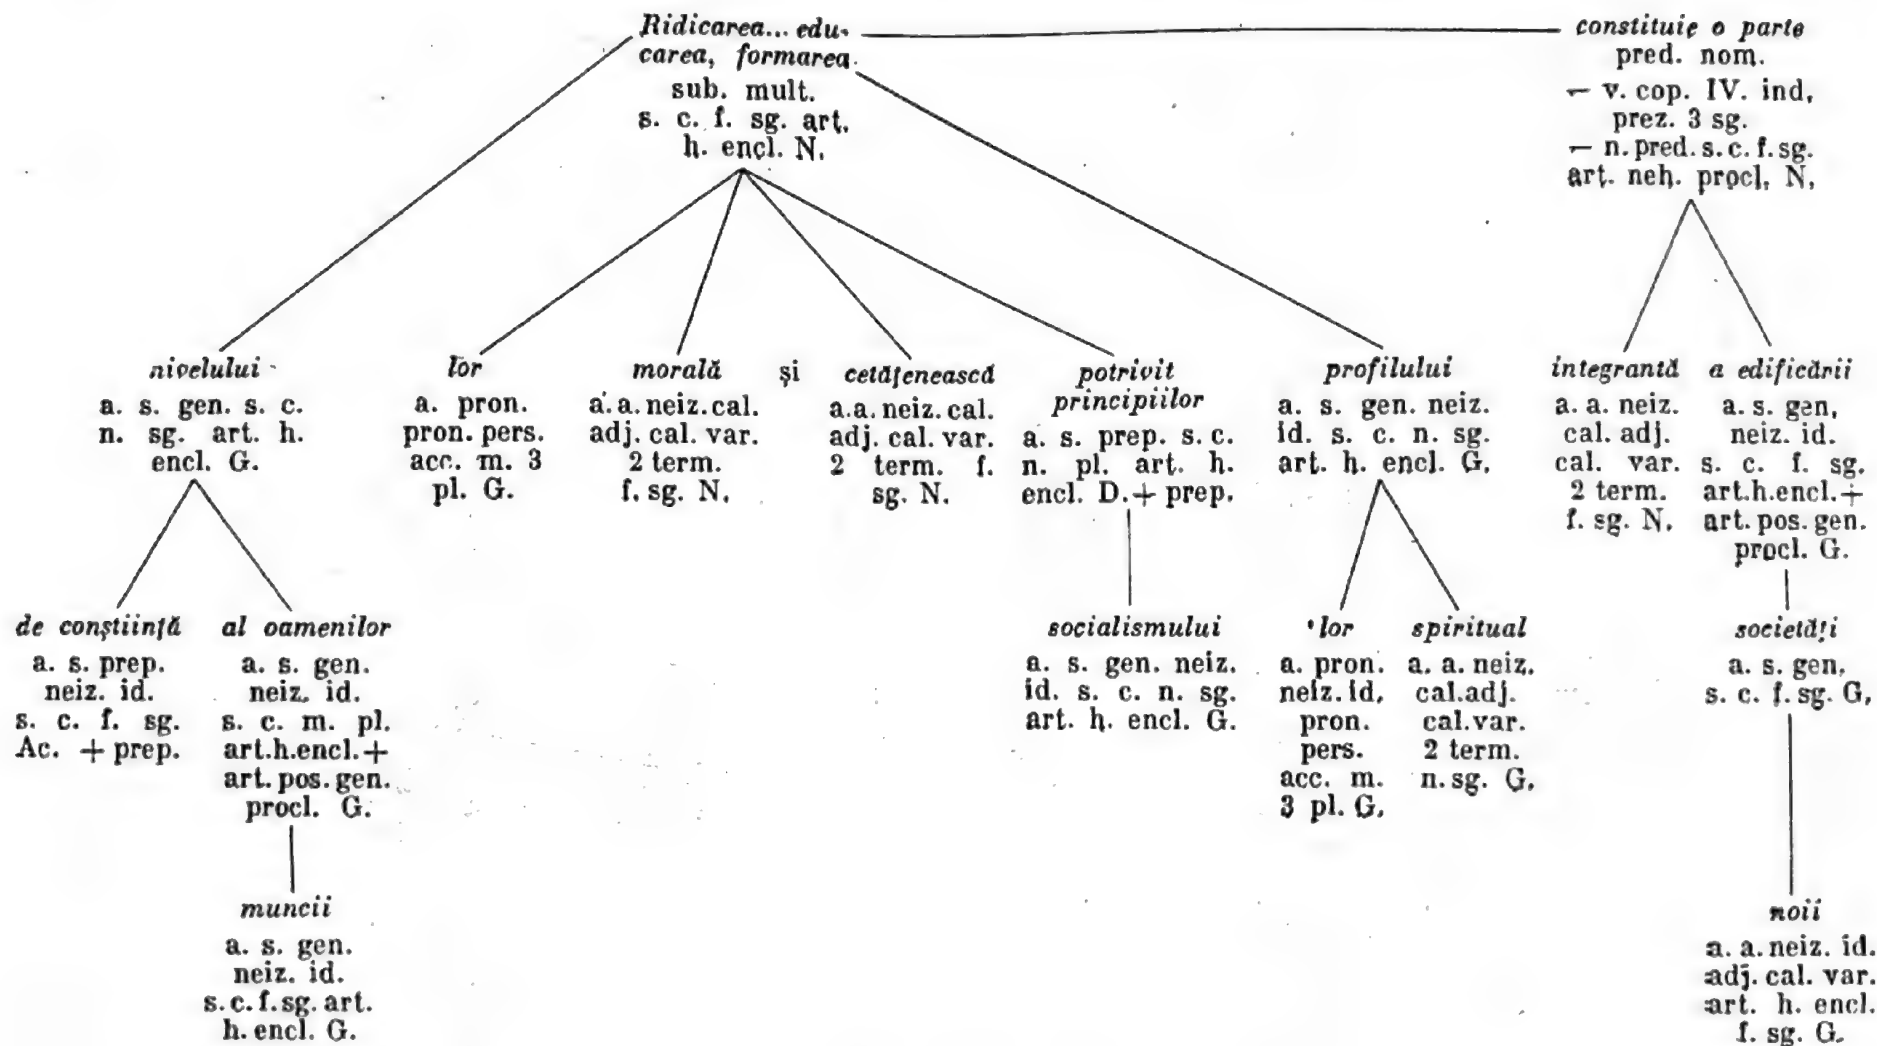 Ridicarea... edu-
carea, formarea
sub. mult.
s. c. f. sg. art.
h. encl. N.
constituie o parte
pred. nom.
— v. cop. IV. ind,
prez. 3 sg.
— n. pred. s. c. f. sg.
art. neh. procl, N,
nivelului
a. s. gen. s. c.
n. sg. art. h.
encl. G.
lor
a. pron.
pron. pers.
acc. m. 3
pl. G.
morală
a. a. neiz. cal.
adj. cal. var.
2 term.
f. sg. N.
și
cetățenească
a. a. neiz. cal.
adj. cal. var.
2 term. f.
sg. N.
potrivit
principiilor
a. s. prep. s. c.
n. pl. art. h.
encl. D. + prep.
profilului
a. s. gen. neiz.
id. s. c. n. sg.
art. h. encl. G,
integrantă
a. a. neiz.
cal. adj.
cal. var.
2 term.
f. sg. N,
a edificării
a. s. gen,
neiz. id.
s. c. f. sg.
art. h. encl. +
art. pos. gen.
procl. G.
de conștiință
a. s. prep.
neiz. id.
s. c. f. sg.
Ac. + prep.
al oamenilor
a. s. gen.
neiz. id.
s. c. m. pl.
art. h. encl. +
art. pos. gen.
procl. G.
socialismului
a. s. gen. neiz.
id. s. c. n. sg.
art. h. encl. G.
lor
a. pron.
neiz. id,
pron.
pers.
acc. m.
3 pl. G,
spiritual
a. a. neiz.
cal. adj.
cal. var.
2 term.
n. sg. G,
societăți
a. s. gen,
s. c. f. sg. G,
muncii
a. s. gen.
neiz. id.
s. c. f. sg. art.
h. encl. G.
noii
a. a. neiz. id.
adj. cal. var.
art. h. encl.
f. sg. G.